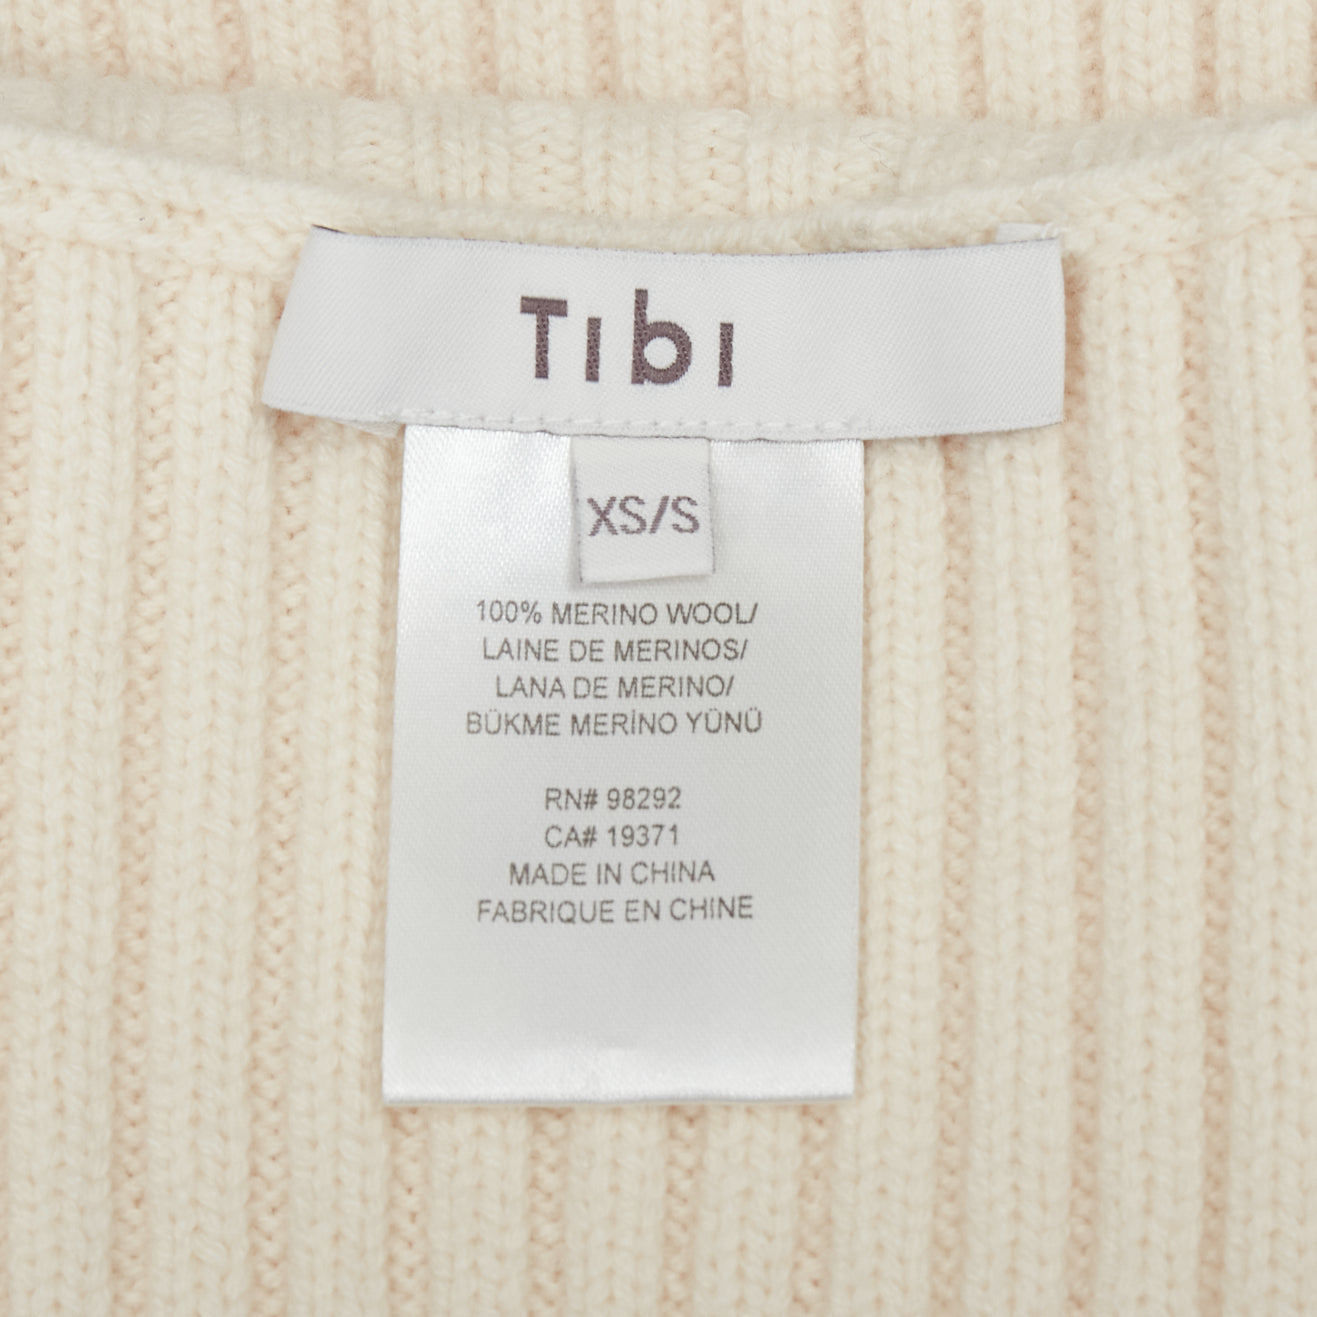 Tibi
XS/S
100% MERINO WOOL/
LAINE DE MERINOS/
LANA DE MERINO/
BÜKME MERİNO YÜNÜ
RN# 98292
CA# 19371
MADE IN CHINA
FABRIQUE EN CHINE